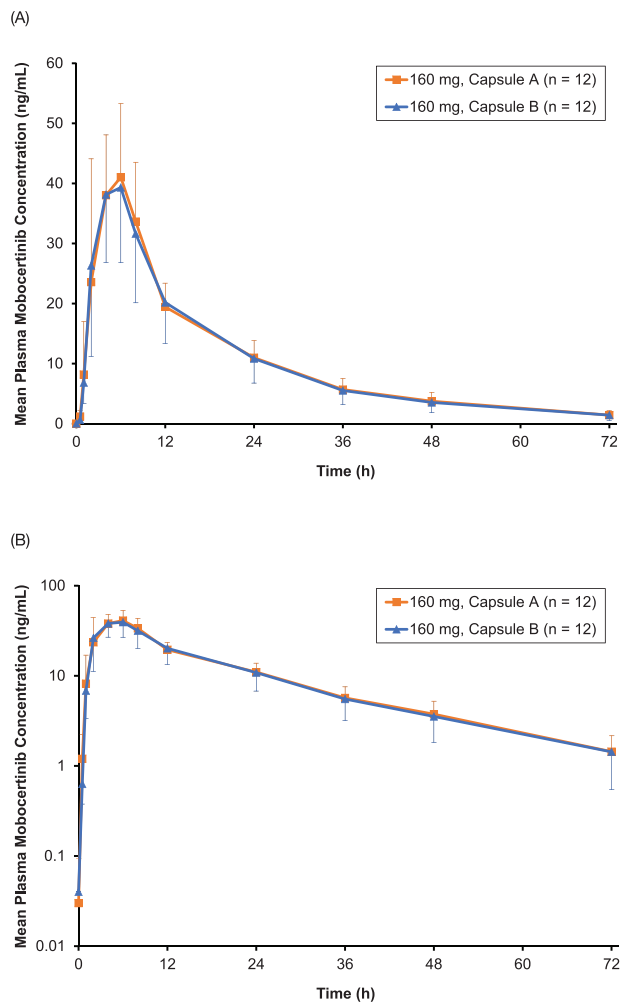 (A)
Mean Plasma Mobocertinib Concentration (ng/mL)
60
50
40
30
20
10
0
160 mg, Capsule A (n = 12)
160 mg, Capsule B (n = 12)
0 12 24 36 48 60 72
Time (h)
(B)
Mean Plasma Mobocertinib Concentration (ng/mL)
100
10
1
0.1
0.01
160 mg, Capsule A (n = 12)
160 mg, Capsule B (n = 12)
0 12 24 36 48 60 72
Time (h)